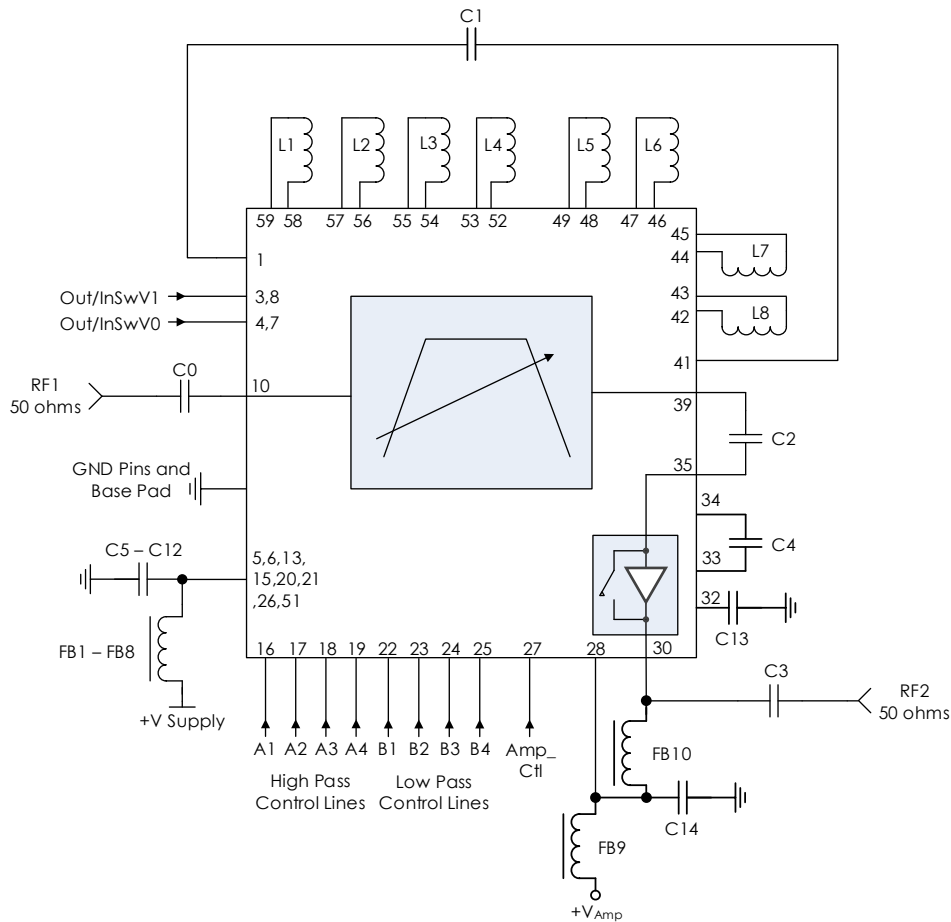 C1
L1
L2
L3
L4
L5
L6
59
58
57
56
55
54
53
52
49
48
47
46
45
44
L7
43
42
L8
41
1
Out/InSwV1
3,8
Out/InSwV0
4,7
C0
RF1
50 ohms
10
39
C2
35
GND Pins and
Base Pad
34
C4
33
C5 – C12
5,6,13,
15,20,21
,26,51
32
C13
FB1 – FB8
+V Supply
16
17
18
19
22
23
24
25
27
28
30
A1
A2
A3
A4
B1
B2
B3
B4
Amp_
Ctl
High Pass
Control Lines
Low Pass
Control Lines
C3
RF2
50 ohms
FB10
C14
FB9
+VAmp